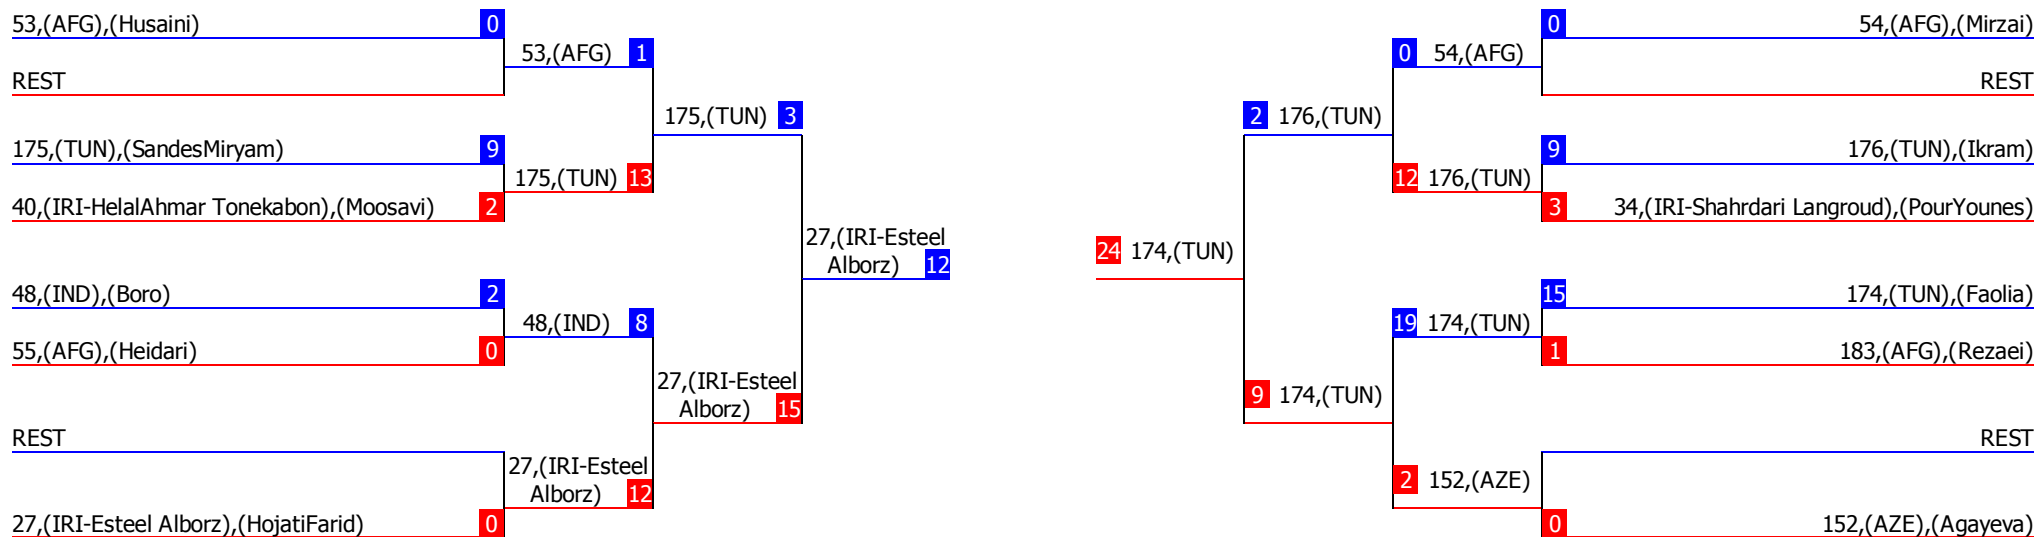 53,(AFG),(Husaini) 0
53,(AFG) 1
REST
175,(TUN) 3
175,(TUN),(SandesMiryam) 9
175,(TUN) 13
40,(IRI-HelalAhmar Tonekabon),(Moosavi) 2
27,(IRI-Esteel
Alborz) 12
48,(IND),(Boro) 2
48,(IND) 8
55,(AFG),(Heidari) 0
27,(IRI-Esteel
Alborz) 15
REST
27,(IRI-Esteel
Alborz) 12
27,(IRI-Esteel Alborz),(HojatiFarid) 0
0 54,(AFG),(Mirzai)
0 54,(AFG)
REST
2 176,(TUN)
9 176,(TUN),(Ikram)
12 176,(TUN)
3 34,(IRI-Shahrdari Langroud),(PourYounes)
24 174,(TUN)
15 174,(TUN),(Faolia)
19 174,(TUN)
1 183,(AFG),(Rezaei)
9 174,(TUN)
REST
2 152,(AZE)
0 152,(AZE),(Agayeva)